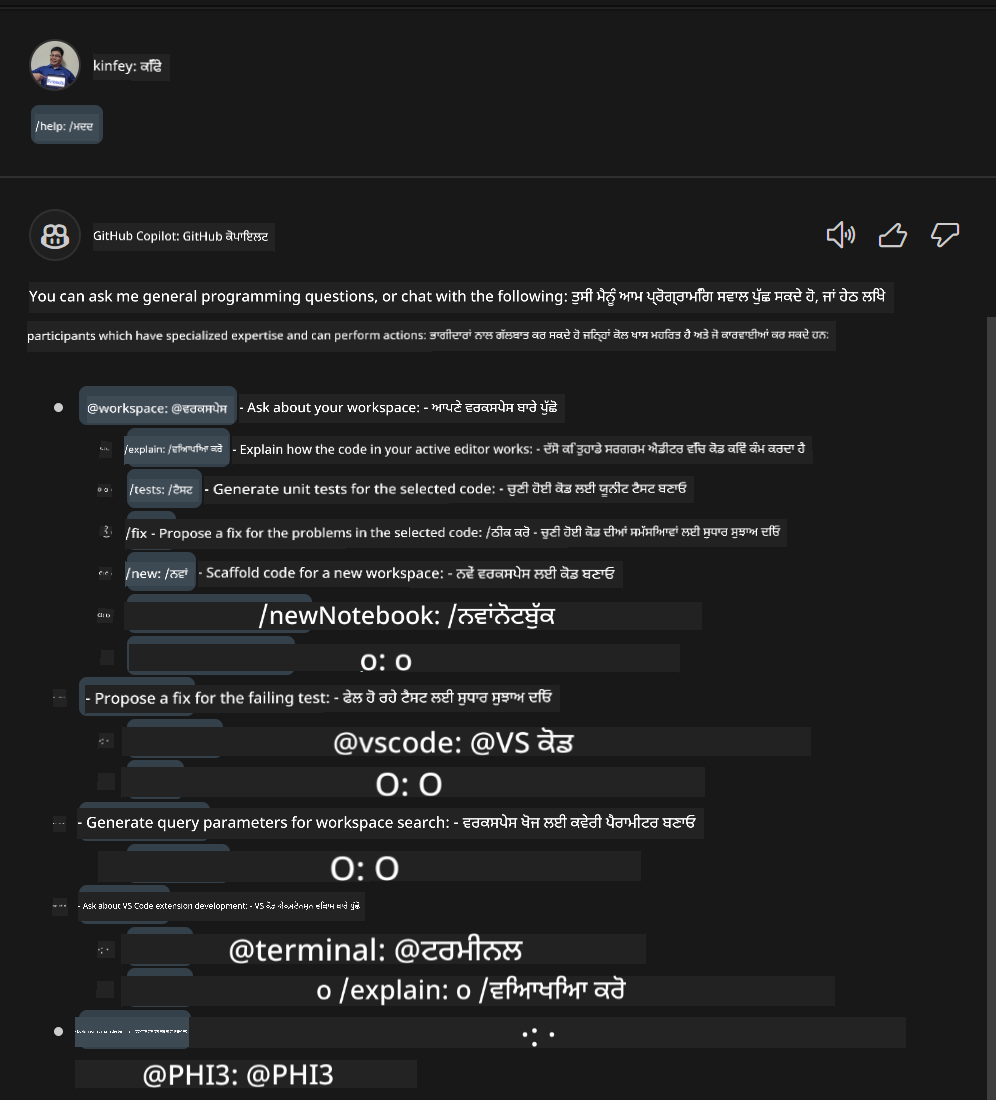 kinfey: ਕਫਿੰ
/help: /ਮਦਦ
GitHub Copilot: GitHub ਕੋਪਾਇਲਟ
You can ask me general programming questions, or chat with the following: ਤੁਸੀਂ ਮੈਨੂੰ ਆਮ ਪ੍ਰੋਗ੍ਰਾਮਿੰਗ ਸਵਾਲ ਪੁੱਛ ਸਕਦੇ ਹੋ, ਜਾਂ ਹੇਠ ਲਿਖੇ
participants which have specialized expertise and can perform actions: ਭਾਗੀਦਾਰਾਂ ਨਾਲ ਗੱਲਬਾਤ ਕਰ ਸਕਦੇ ਹੋ ਜਿਨ੍ਹਾਂ ਕੋਲ ਖਾਸ ਮਹਾਰਿਤ ਹੈ ਅਤੇ ਜੋ ਕਾਰਵਾਈਆਂ ਕਰ ਸਕਦੇ ਹਨ:
@workspace: @ਵਰਕਸਪੇਸ - Ask about your workspace: - ਆਪਣੇ ਵਰਕਸਪੇਸ ਬਾਰੇ ਪੁੱਛੋ
/explain: /ਵਿਆਖਿਆ ਕਰੋ - Explain how the code in your active editor works: - ਦੱਸੋ ਕਿ ਤੁਹਾਡੇ ਸਰਗਰਮ ਐਡੀਟਰ ਵਿੱਚ ਕੋਡ ਕਿਵੇਂ ਕੰਮ ਕਰਦਾ ਹੈ
/tests: /ਟੈਸਟ - Generate unit tests for the selected code: - ਚੁਣੀ ਹੋਈ ਕੋਡ ਲਈ ਯੂਨੀਟ ਟੈਸਟ ਬਣਾਓ
/fix - Propose a fix for the problems in the selected code: /ਠੀਕ ਕਰੋ - ਚੁਣੀ ਹੋਈ ਕੋਡ ਦੀਆਂ ਸਮੱਸਿਆਵਾਂ ਲਈ ਸੁਧਾਰ ਸੁਝਾਅ ਦਿਓ
/new: /ਨਵਾਂ - Scaffold code for a new workspace: - ਨਵੇਂ ਵਰਕਸਪੇਸ ਲਈ ਕੋਡ ਬਣਾਓ
/newNotebook: /ਨਵਾਂਨੋਟਬੁੱਕ
o: o
- Propose a fix for the failing test: - ਫੇਲ ਹੋ ਰਹੇ ਟੈਸਟ ਲਈ ਸੁਧਾਰ ਸੁਝਾਅ ਦਿਓ
@vscode: @VS ਕੋਡ
O: O
- Generate query parameters for workspace search: - ਵਰਕਸਪੇਸ ਖੋਜ ਲਈ ਕਵੇਰੀ ਪੈਰਾਮੀਟਰ ਬਣਾਓ
O: O
- Ask about VS Code extension development: - VS ਕੋਡ ਐਕਸਟੈਨਸ਼ਨ ਵਿਕਾਸ ਬਾਰੇ ਪੁੱਛੋ
@terminal: @ਟਰਮੀਨਲ
o /explain: o /ਵਿਆਖਿਆ ਕਰੋ
@PHI3: @PHI3